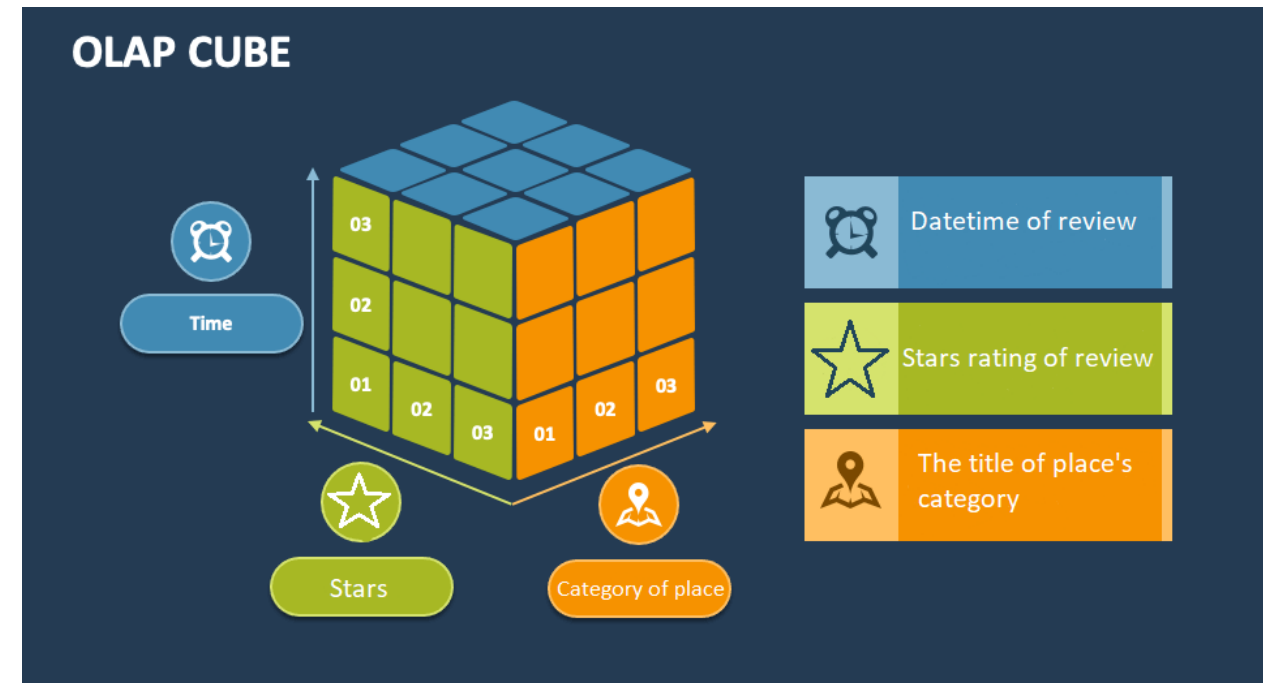 OLAP CUBE
03
02
01
02
03
01
02
03
Time
Stars
Category of place
Datetime of review
Stars rating of review
The title of place's
category